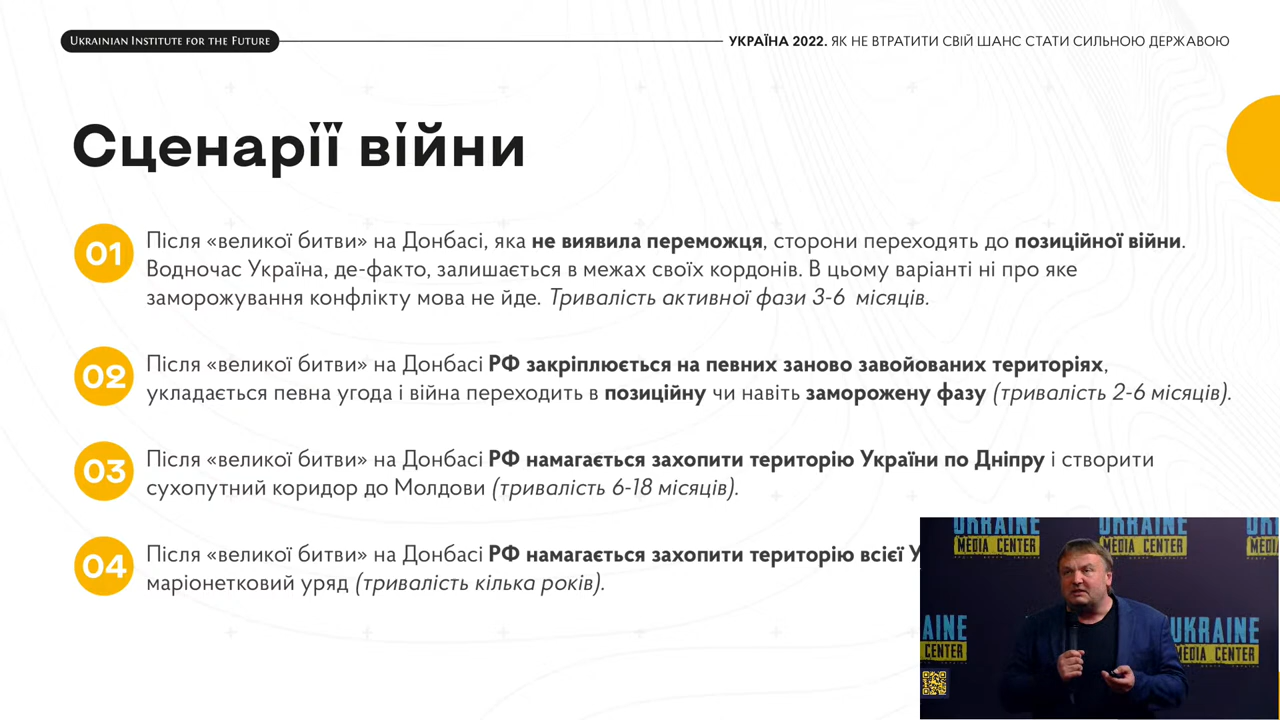 UKRAINIAN INSTITUTE FOR THE FUTURE
УКРАЇНА 2022. ЯК НЕ ВТРАТИТИ СВІЙ ШАНС СТАТИ СИЛЬНОЮ ДЕРЖАВОЮ
Сценарії війни
01
Після «великої битви» на Донбасі, яка не виявила переможця, сторони переходять до позиційної війни.
Водночас Україна, де-факто, залишається в межах своїх кордонів. В цьому варіанті ні про яке
заморожування конфлікту мова не йде. Тривалість активної фази 3-6 місяців.
02
Після «великої битви» на Донбасі РФ закріплюється на певних заново завойованих територіях,
укладається певна угода і війна переходить в позиційну чи навіть заморожену фазу (тривалість 2-6 місяців).
03
Після «великої битви» на Донбасі РФ намагається захопити територію України по Дніпру і створити
сухопутний коридор до Молдови (тривалість 6-18 місяців).
04
Після «великої битви» на Донбасі РФ намагається захопити територію всієї У
маріонетковий уряд (тривалість кілька років).
UKRAINE
MEDIA CENTER
UKRAINE
MEDIA CENTER
AINE
CENTER
UKRAINE
MEDIA CENTER